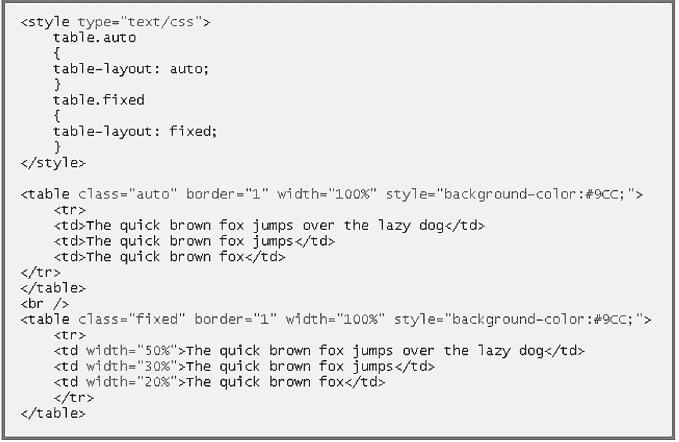 <style type="text/css">
table.auto
{
table-layout: auto;
}
table.fixed
{
table-layout: fixed;
}
</style>
<table class="auto" border="1" width="100%" style="background-color:#9CC;">
<tr>
<td>The quick brown fox jumps over the lazy dog</td>
<td>The quick brown fox jumps</td>
<td>The quick brown fox</td>
</tr>
</table>
<br />
<table class="fixed" border="1" width="100%" style="background-color:#9CC;">
<tr>
<td width="50%">The quick brown fox jumps over the lazy dog</td>
<td width="30%">The quick brown fox jumps</td>
<td width="20%">The quick brown fox</td>
</tr>
</table>